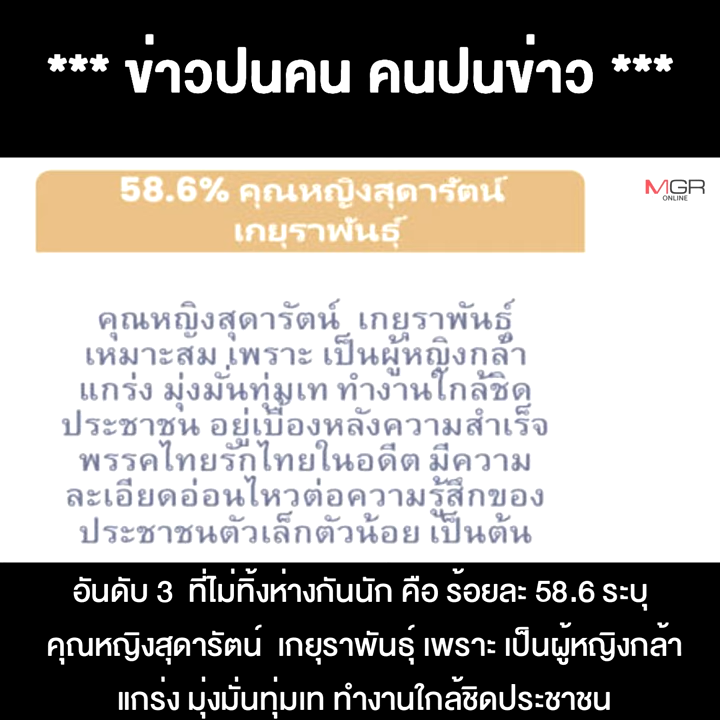 *** ข่าวปนคน คนปนข่าว ***
58.6% คุณหญิงสุดารัตน์
เกยุราพันธุ์
MGR
ONLINE
คุณหญิงสุดารัตน์ เกยุราพันธุ์
เหมาะสม เพราะ เป็นผู้หญิงกล้า
แกร่ง มุ่งมั่นทุ่มเท ทำงานใกล้ชิด
ประชาชน อยู่เบื้องหลังความสำเร็จ
พรรคไทยรักไทยในอดีต มีความ
ละเอียดอ่อนไหวต่อความรู้สึกของ
ประชาชนตัวเล็กตัวน้อย เป็นต้น
อันดับ 3 ที่ไม่ทิ้งห่างกันนัก คือ ร้อยละ 58.6 ระบุ
คุณหญิงสุดารัตน์ เกยุราพันธุ์ เพราะ เป็นผู้หญิงกล้า
แกร่ง มุ่งมั่นทุ่มเท ทำงานใกล้ชิดประชาชน